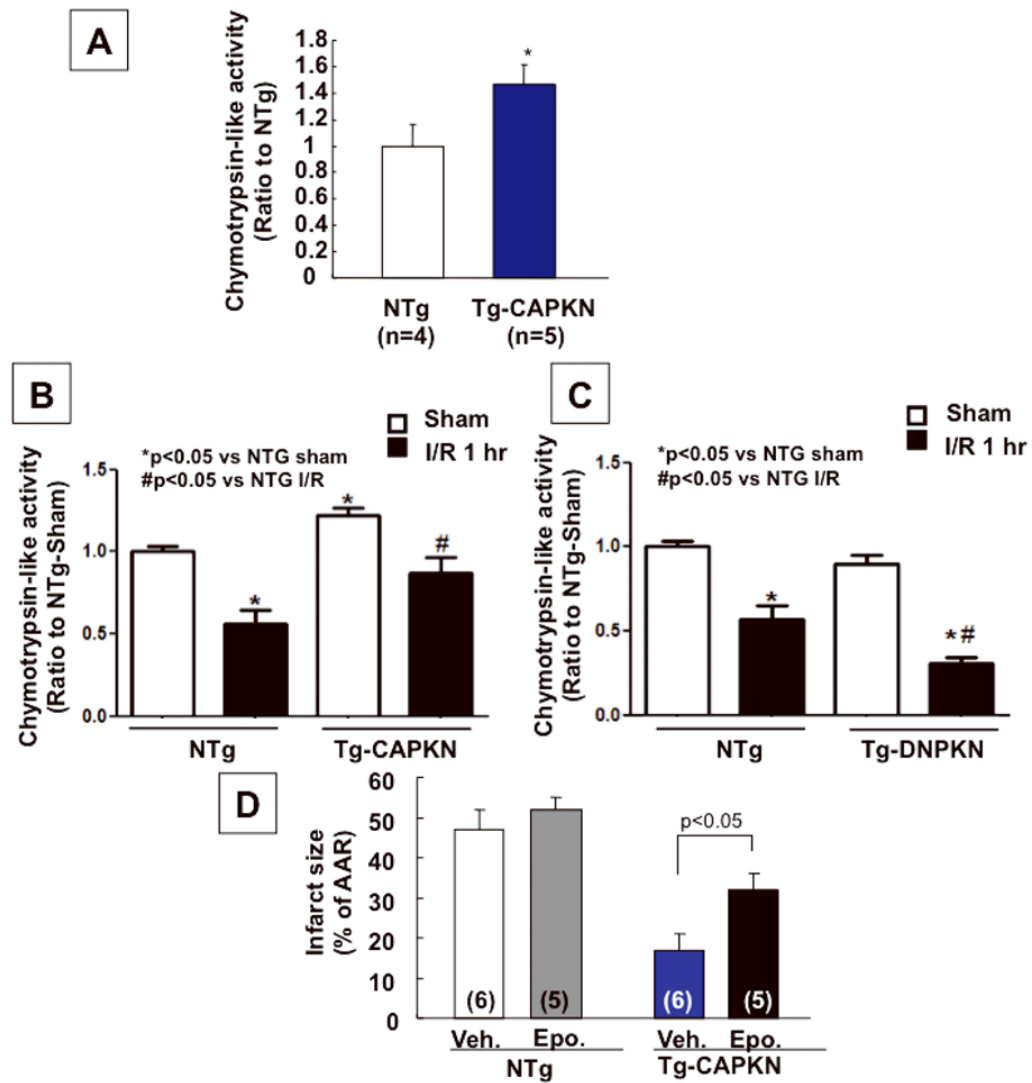 A
Chymotrypsin-like activity
(Ratio to NTg)
1.8
1.6
1.4
1.2
1
0.8
0.6
0.4
0.2
0
*
NTg
(n=4)
Tg-CAPKN
(n=5)
B
Sham
I/R 1 hr
*p<0.05 vs NTG sham
#p<0.05 vs NTG I/R
Chymotrypsin-like activity
(Ratio to NTg-Sham)
1.5
1.0
0.5
0.0
*
*
#
NTg
Tg-CAPKN
C
Sham
I/R 1 hr
*p<0.05 vs NTG sham
#p<0.05 vs NTG I/R
Chymotrypsin-like activity
(Ratio to NTg-Sham)
1.5
1.0
0.5
0.0
*
*#
NTg
Tg-DNPKN
D
Infarct size
(% of AAR)
60
50
40
30
20
10
0
p<0.05
(6)
(5)
(6)
(5)
Veh.
Epo.
Veh.
Epo.
NTg
Tg-CAPKN